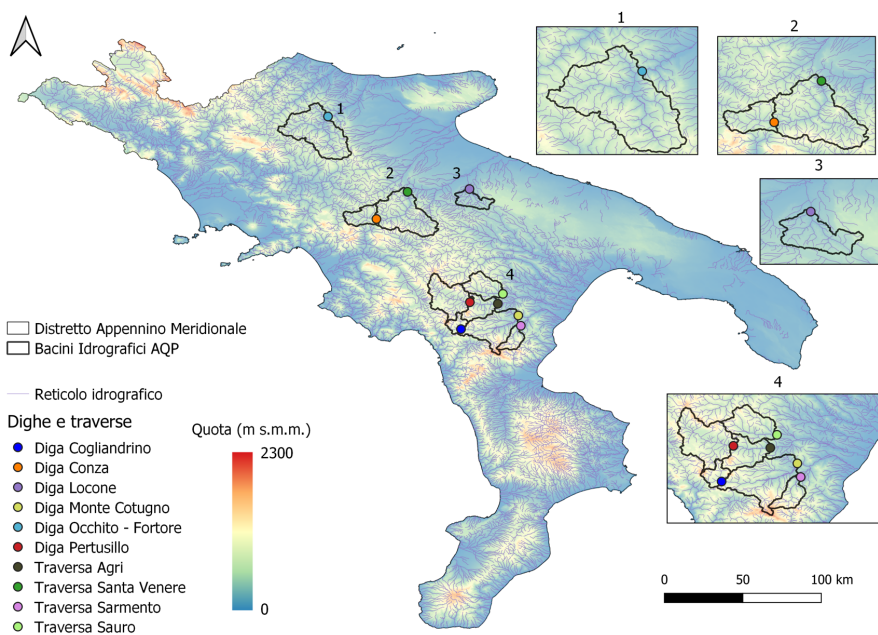 1
2
1
2
3
3
4
Distretto Appennino Meridionale
Bacini Idrografici AQP
Reticolo idrografico
4
Dighe e traverse
Quota (m s.m.m.)
Diga Cogliandrino
2300
Diga Conza
Diga Locone
Diga Monte Cotugno
Diga Occhito - Fortore
Diga Pertusillo
Traversa Agri
0 50 100 km
Traversa Santa Venere
Traversa Sarmento
0
Traversa Sauro